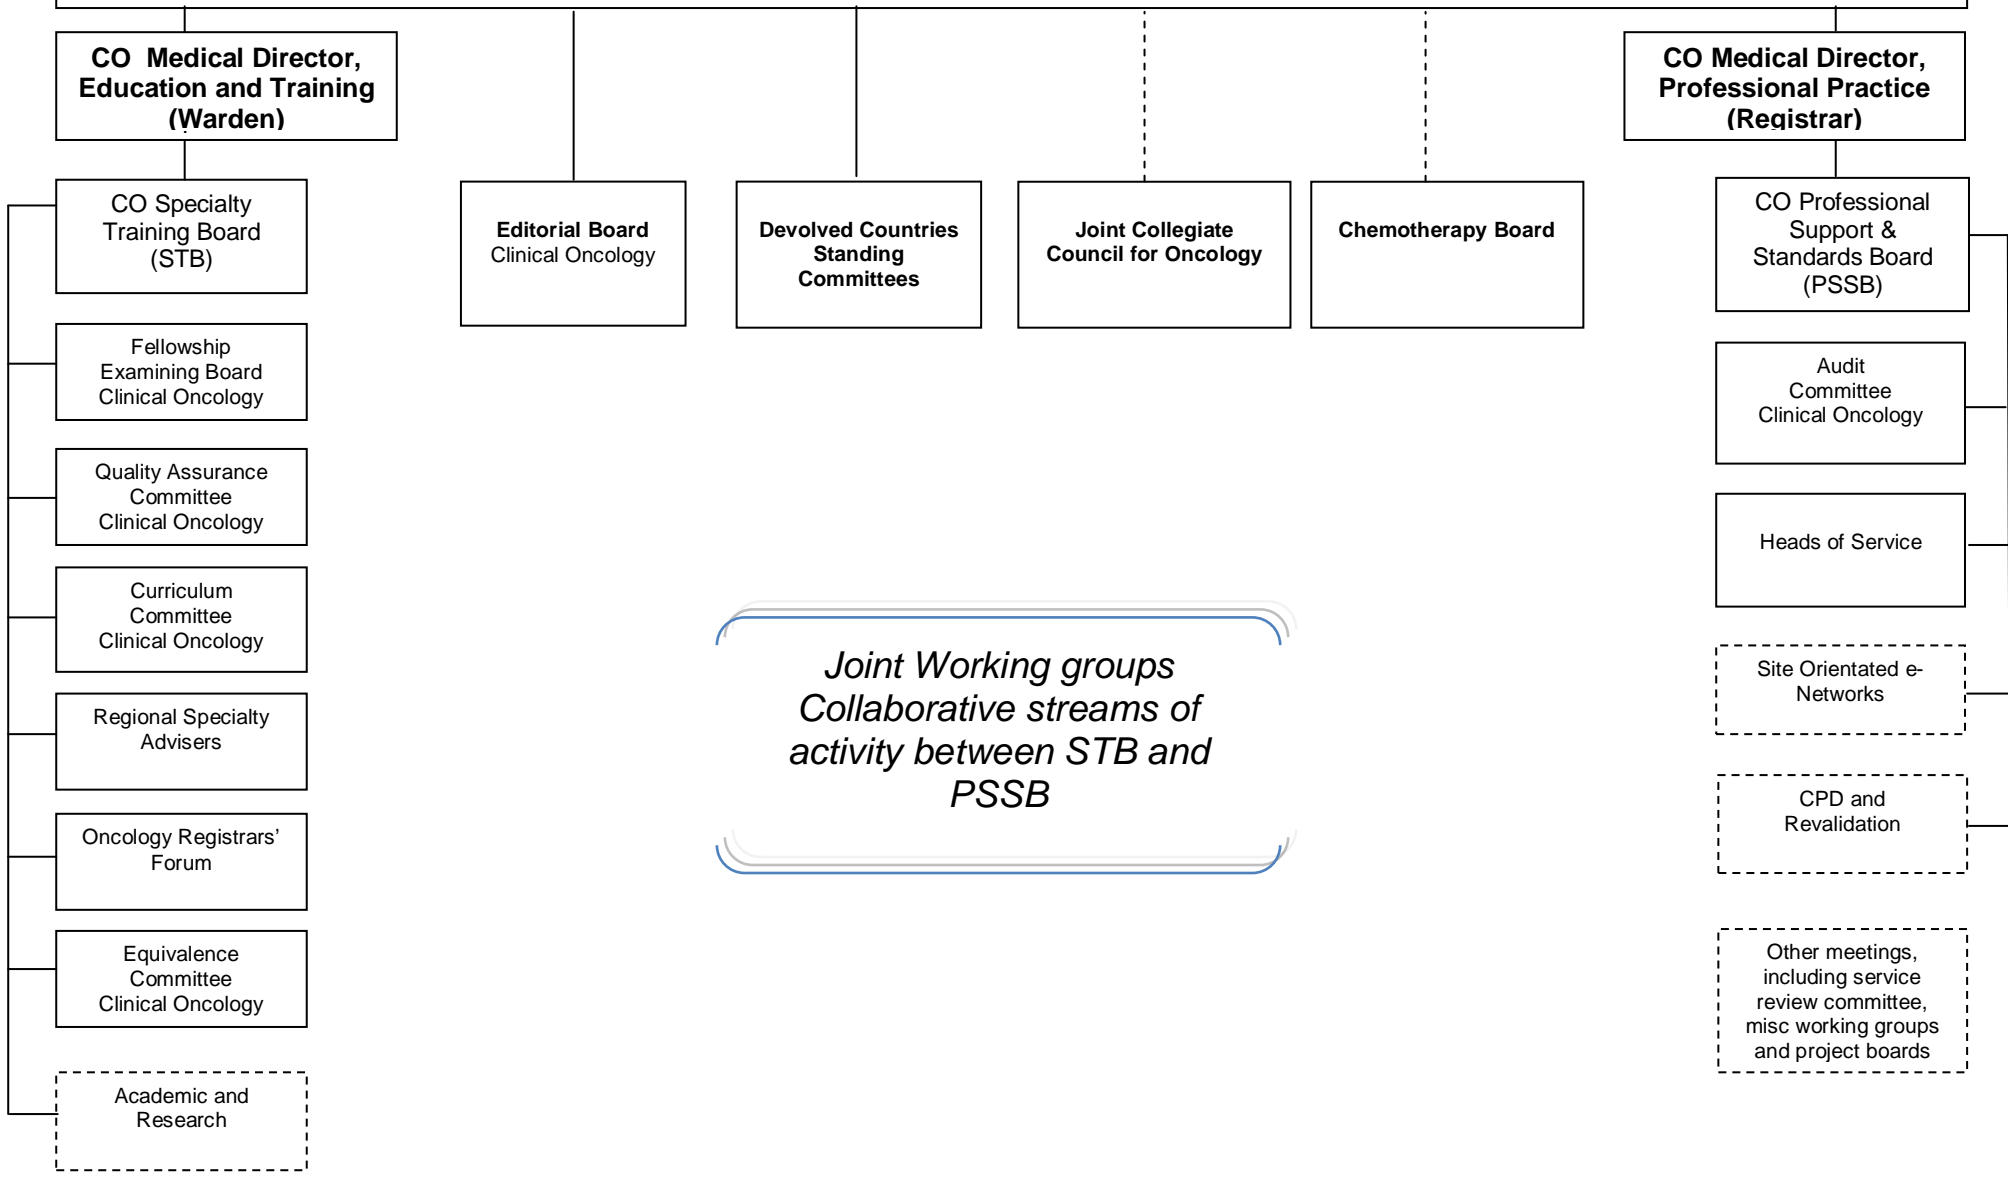 CO Medical Director,
Education and Training
(Warden)
CO Medical Director,
Professional Practice
(Registrar)
CO Specialty
Training Board
(STB)
Editorial Board
Clinical Oncology
Devolved Countries
Standing
Committees
Joint Collegiate
Council for Oncology
Chemotherapy Board
CO Professional
Support &
Standards Board
(PSSB)
Fellowship
Examining Board
Clinical Oncology
Quality Assurance
Committee
Clinical Oncology
Curriculum
Committee
Clinical Oncology
Regional Specialty
Advisers
Oncology Registrars’
Forum
Equivalence
Committee
Clinical Oncology
Academic and
Research
Joint Working groups
Collaborative streams of
activity between STB and
PSSB
Audit
Committee
Clinical Oncology
Heads of Service
Site Orientated e-
Networks
CPD and
Revalidation
Other meetings,
including service
review committee,
misc working groups
and project boards